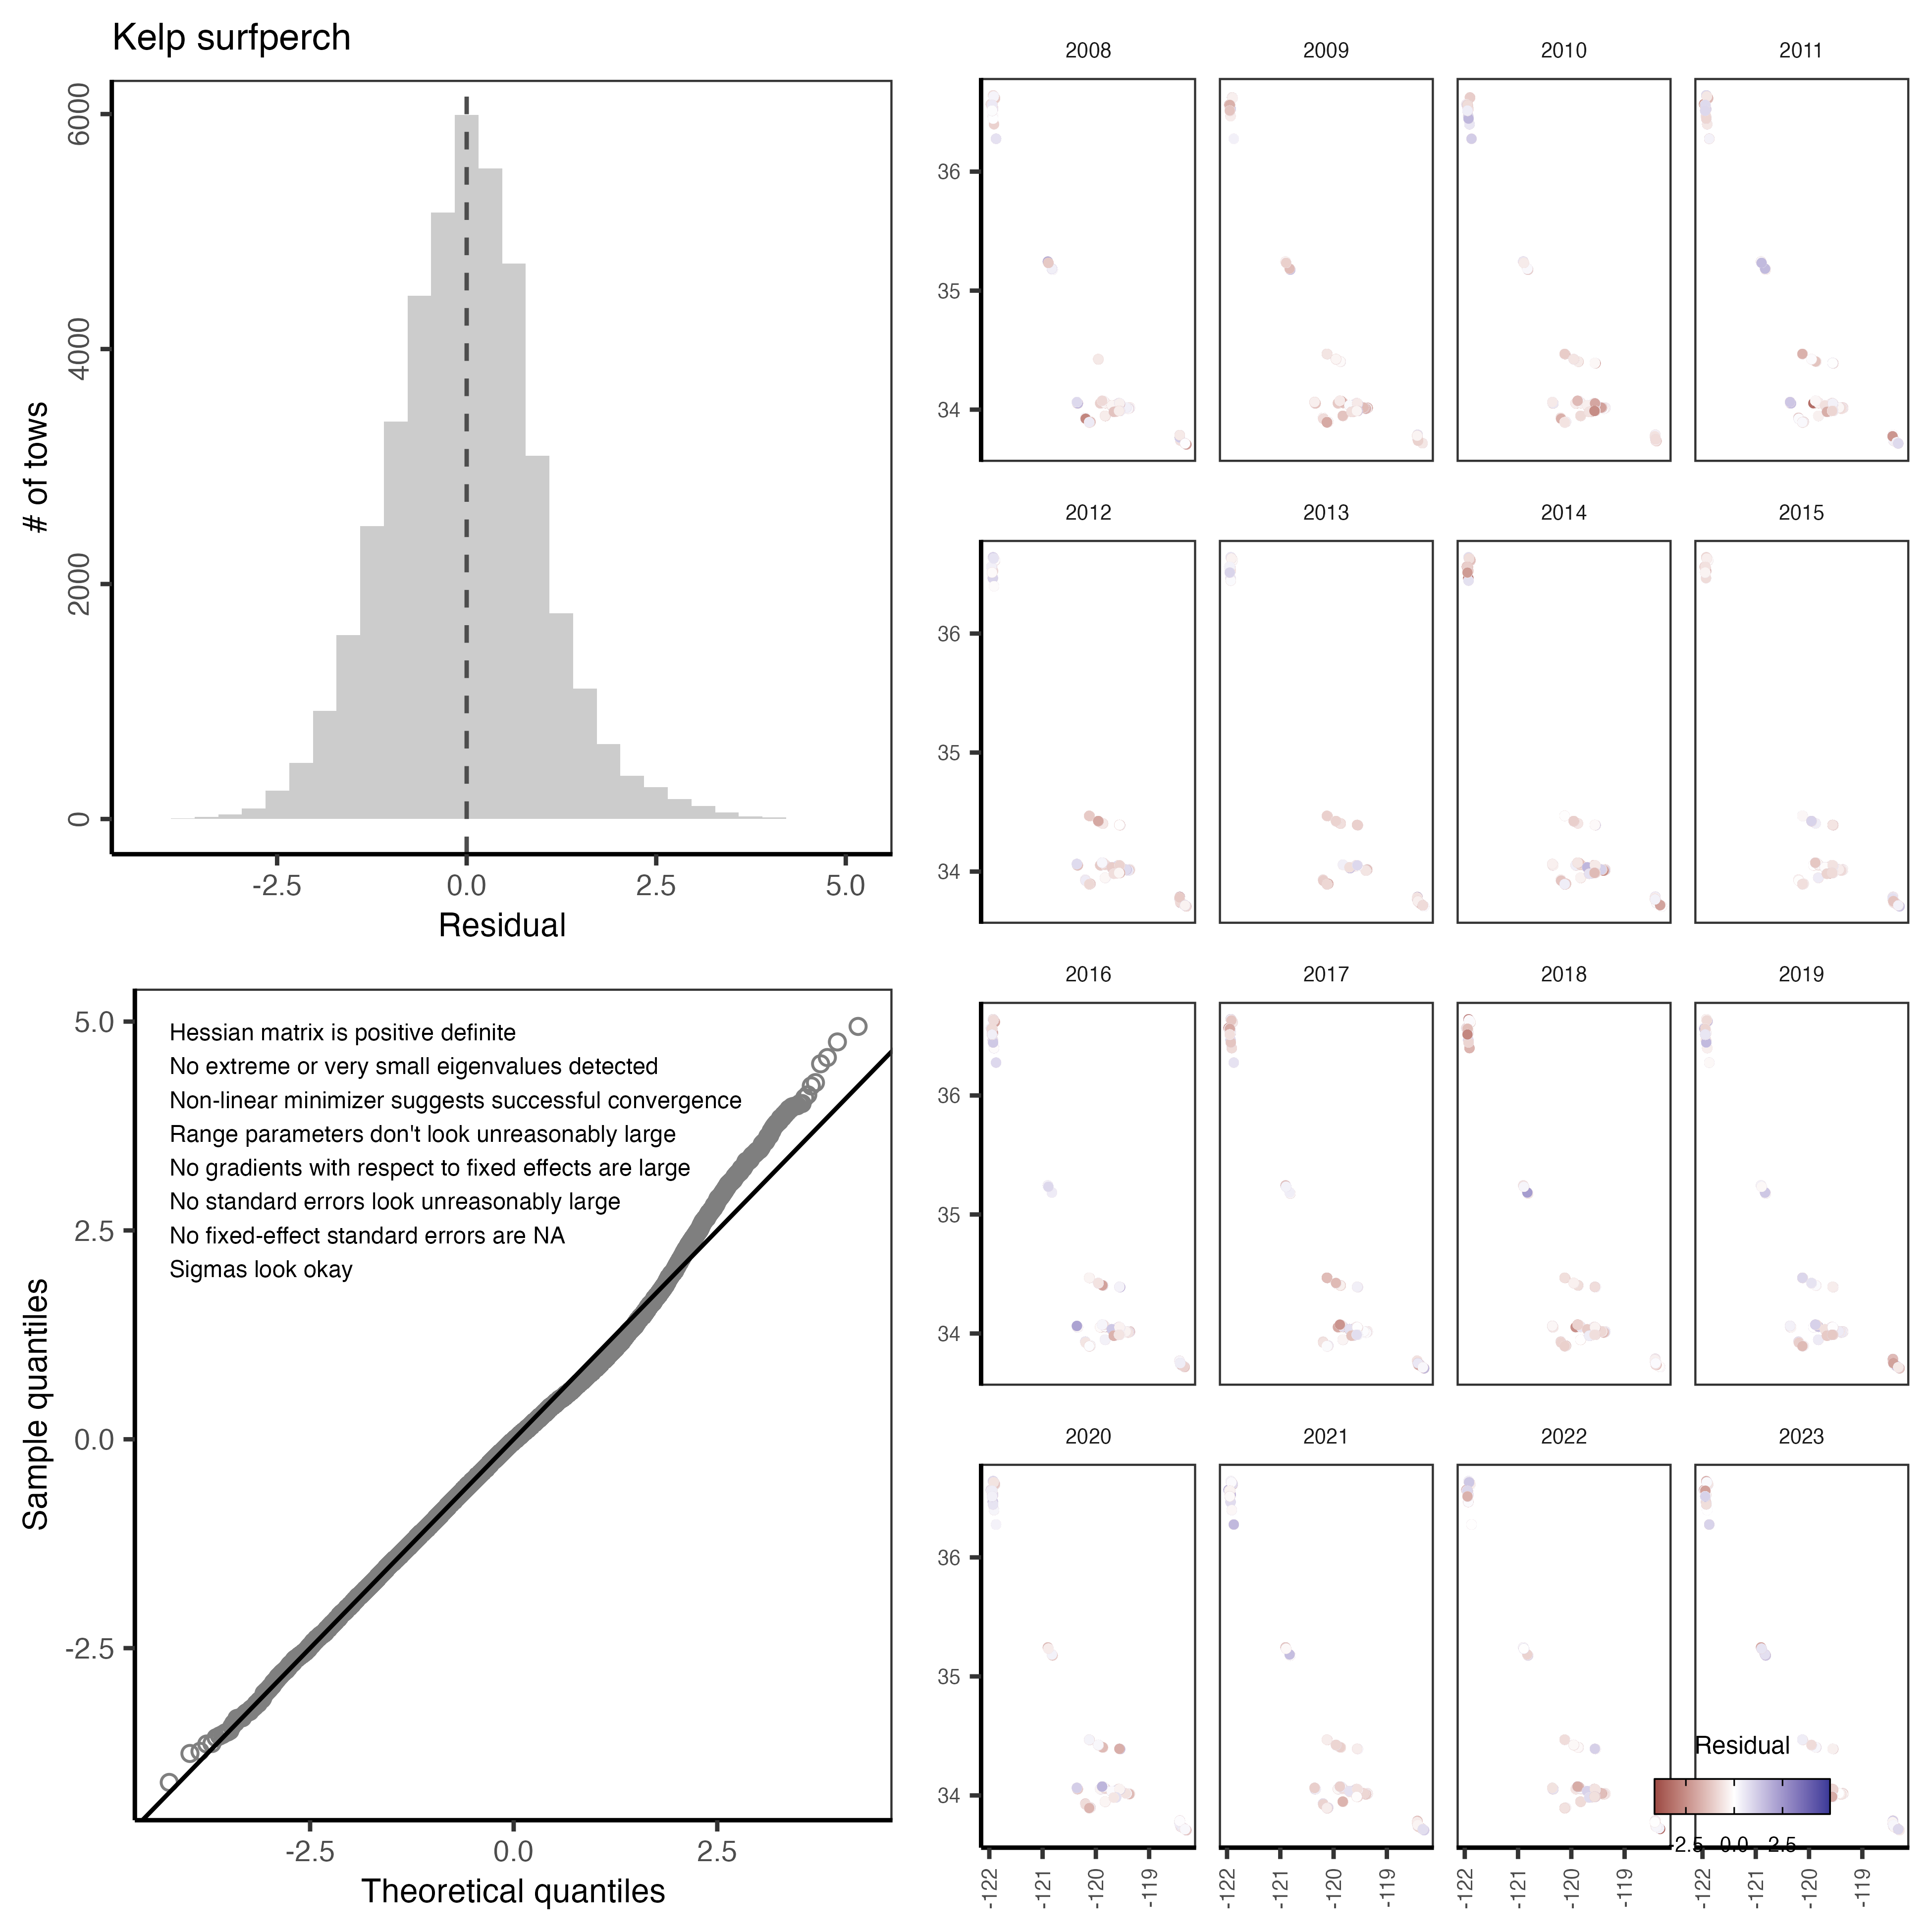 Kelp surfperch
# of tows
6000
4000
2000
0
-2.5 0.0 2.5 5.0
Residual
5.0
2.5
0.0
-2.5
Sample quantiles
Hessian matrix is positive definite
No extreme or very small eigenvalues detected
Non-linear minimizer suggests successful convergence
Range parameters don't look unreasonably large
No gradients with respect to fixed effects are large
No standard errors look unreasonably large
No fixed-effect standard errors are NA
Sigmas look okay
-2.5 0.0 2.5
Theoretical quantiles
2008 2009 2010 2011
36
35
34
2012 2013 2014 2015
36
35
34
2016 2017 2018 2019
36
35
34
2020 2021 2022 2023
36
35
34
Residual
-2.5 0.0 2.5
-122 -121 -120 -119 -122 -121 -120 -119 -122 -121 -120 -119 -122 -121 -120 -119